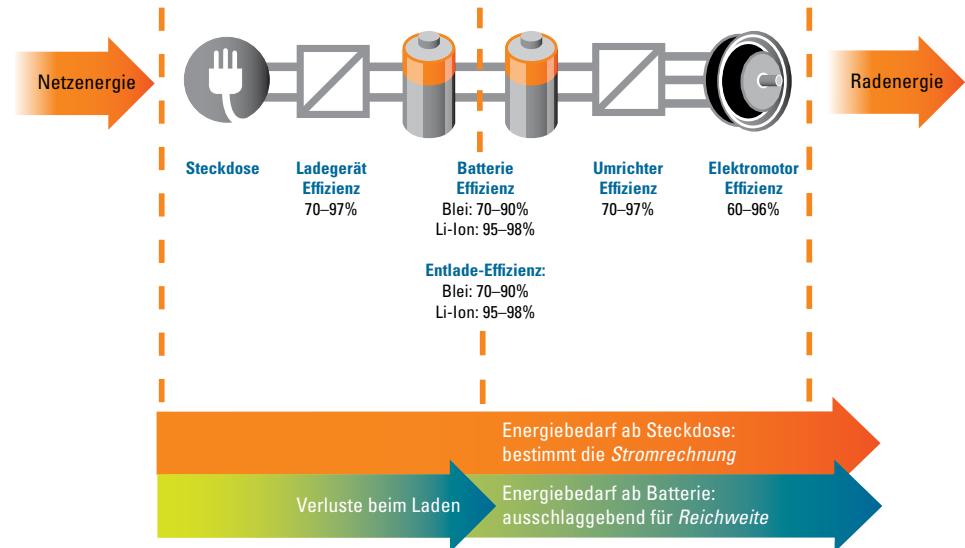 Netzenergie
Radenergie
Steckdose
Ladegerät
Effizienz
70–97%
Batterie
Effizienz
Blei: 70–90%
Li-Ion: 95–98%
Entlade-Effizienz:
Blei: 70–90%
Li-Ion: 95–98%
Umrichter
Effizienz
70–97%
Elektromotor
Effizienz
60–96%
Energiebedarf ab Steckdose:
bestimmt die Stromrechnung
Verluste beim Laden
Energiebedarf ab Batterie:
ausschlaggebend für Reichweite